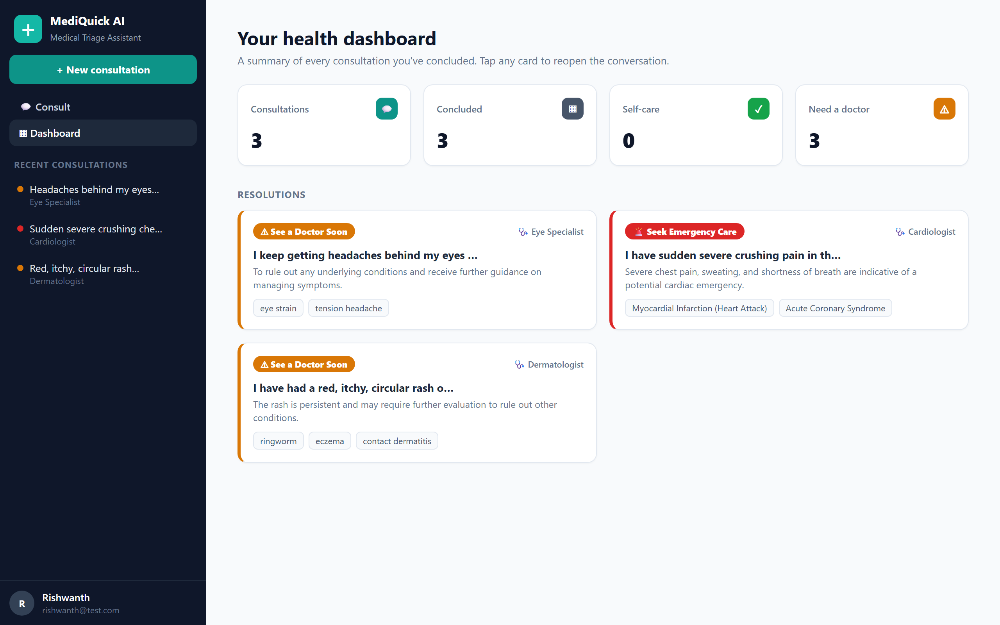 MediQuick AI
Medical Triage Assistant
+ New consultation
Consult
Dashboard
RECENT CONSULTATIONS
Headaches behind my eyes...
Eye Specialist
Sudden severe crushing che...
Cardiologist
Red, itchy, circular rash...
Dermatologist
R
Rishwanth
rishwanth@test.com
Your health dashboard
A summary of every consultation you've concluded. Tap any card to reopen the conversation.
Consultations
3
Concluded
3
Self-care
0
Need a doctor
3
RESOLUTIONS
See a Doctor Soon
Eye Specialist
I keep getting headaches behind my eyes ...
To rule out any underlying conditions and receive further guidance on
managing symptoms.
eye strain
tension headache
Seek Emergency Care
Cardiologist
I have sudden severe crushing pain in th...
Severe chest pain, sweating, and shortness of breath are indicative of a
potential cardiac emergency.
Myocardial Infarction (Heart Attack)
Acute Coronary Syndrome
See a Doctor Soon
Dermatologist
I have had a red, itchy, circular rash o...
The rash is persistent and may require further evaluation to rule out other
conditions.
ringworm
eczema
contact dermatitis